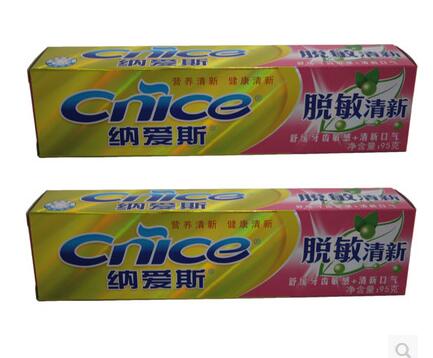 营养清新 健康清新
Cnice®
纳爱斯
脱敏清新
舒缓牙齿敏感+清新口气
净含量:95克
营养清新 健康清新
Cnice®
纳爱斯
脱敏清新
舒缓牙齿敏感+清新口气
净含量:95克